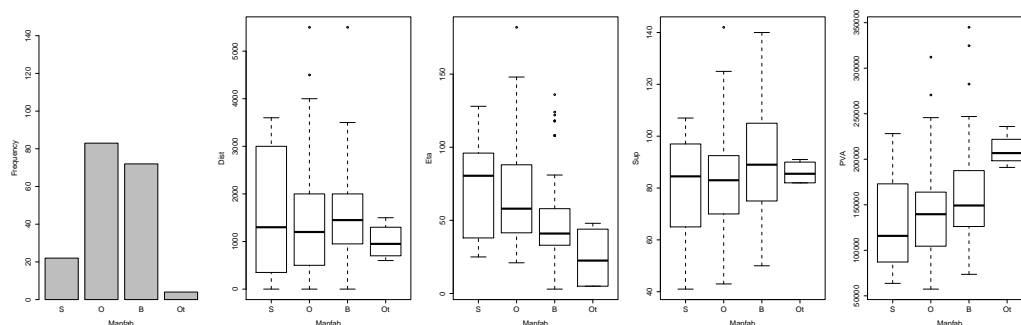 Frequency
0
20
40
60
80
100
120
140
S O B Ot
Manfab
Dist
0
1000
2000
3000
4000
5000
S O B Ot
Manfab
Eta
0
50
100
150
S O B Ot
Manfab
Sup
40
60
80
100
120
140
S O B Ot
Manfab
PVA
50000
100000
150000
200000
250000
300000
350000
S O B Ot
Manfab